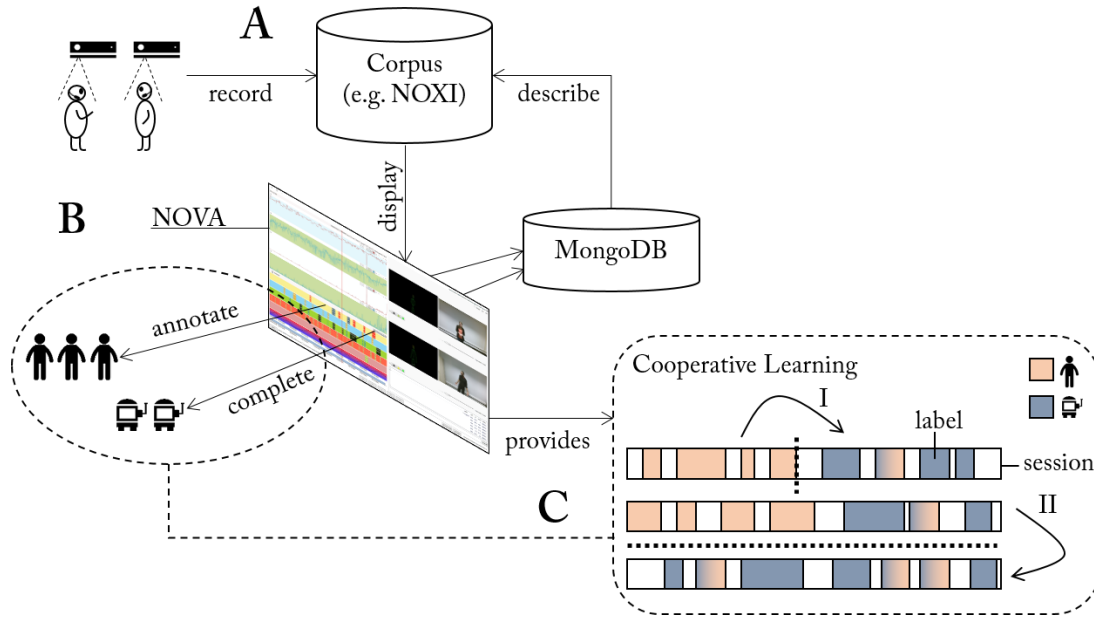 A
Corpus
(e.g. NOXI)
record
describe
display
B
NOVA
MongoDB
annotate
complete
provides
Cooperative Learning
I
label
session
C
II